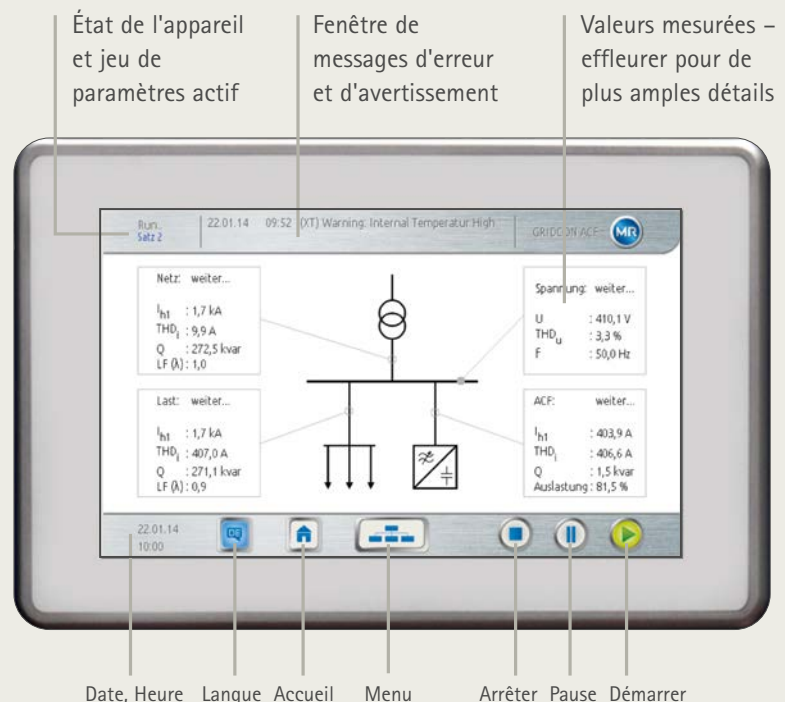 État de l'appareil
et jeu de
paramètres actif
Fenêtre de
messages d'erreur
et d'avertissement
Valeurs mesurées –
effleurer pour de
plus amples détails
Run..
Satz 2
22.01.14 09:52 (XT) Warning: Internal Temperatur High
GRIDCON ACF
MR
Netz: weiter...
Ih1 : 1,7 kA
THDi : 9,9 A
Q : 272,5 kvar
LF (λ) : 1,0
Spannung: weiter...
U : 410,1 V
THDu : 3,3 %
F : 50,0 Hz
Last: weiter...
Ih1 : 1,7 kA
THDi : 407,0 A
Q : 271,1 kvar
LF (λ) : 0,9
ACF: weiter...
Ih1 : 403,9 A
THDi : 406,6 A
Q : 1,5 kvar
Auslastung : 81,5 %
22.01.14
10:00
DE
Date, Heure Langue Accueil Menu Arrêter Pause Démarrer